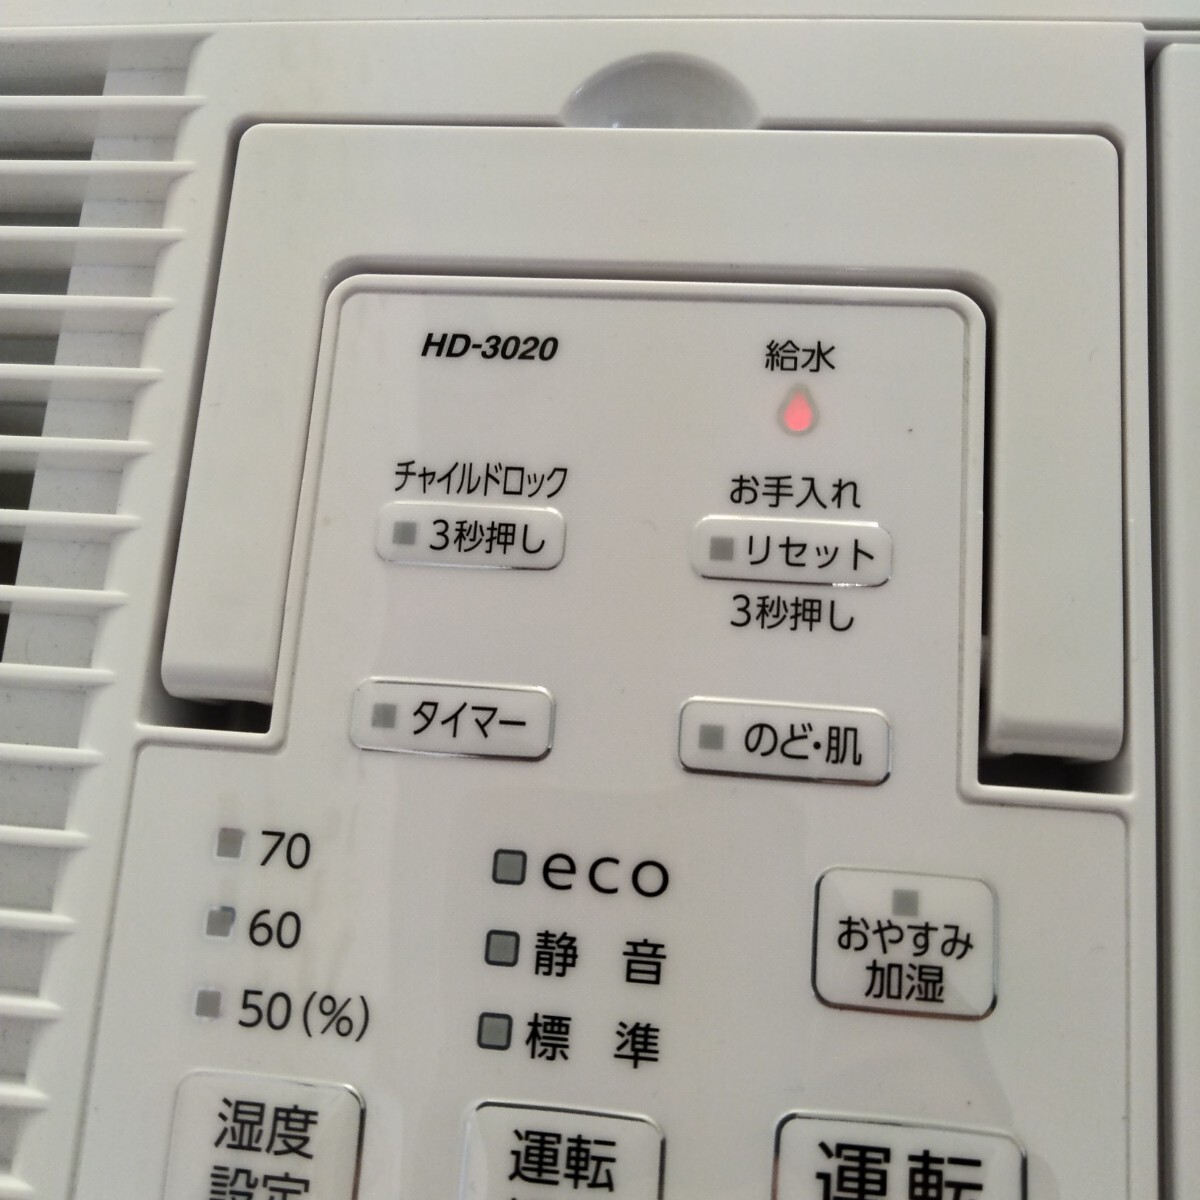 HD-3020
給水
チャイルドロック
3秒押し
お手入れ
リセット
3秒押し
タイマー
のど・肌
70
60
50(%)
eco
静音
標準
おやすみ
加湿
湿度
設定
運転
運転